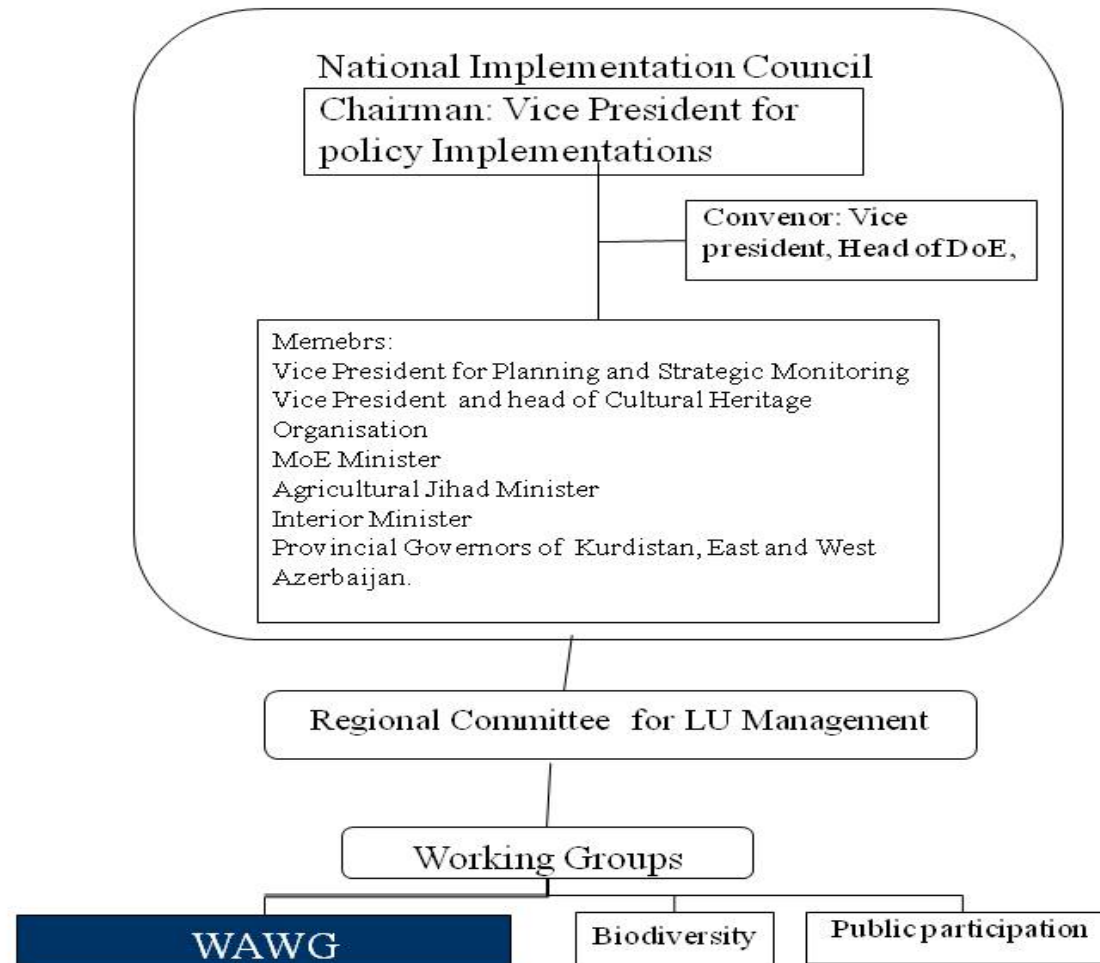 National Implementation Council
Chairman: Vice President for
policy Implementations
Convenor: Vice
president, Head of DoE,
Memebrs:
Vice President for Planning and Strategic Monitoring
Vice President and head of Cultural Heritage
Organisation
MoE Minister
Agricultural Jihad Minister
Interior Minister
Provincial Governors of Kurdistan, East and West
Azerbaijan.
Regional Committee for LU Management
Working Groups
WAWG
Biodiversity
Public participation